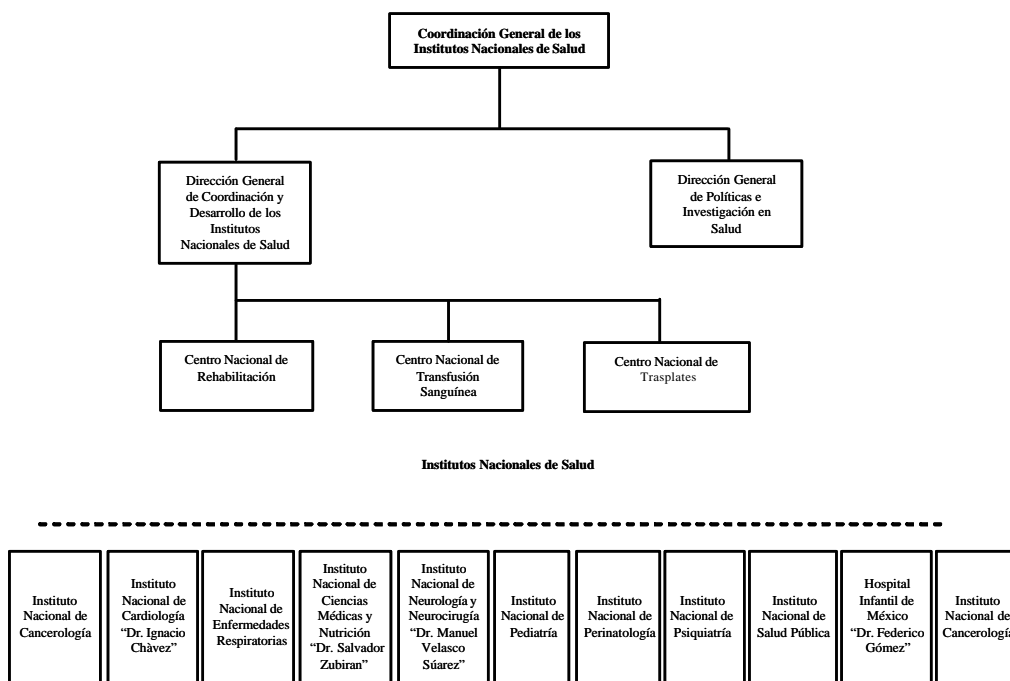 Coordinación General de los
Institutos Nacionales de Salud
Dirección General
de Coordinación y
Desarrollo de los
Institutos
Nacionales de Salud
Dirección General
de Políticas e
Investigación en
Salud
Centro Nacional de
Rehabilitación
Centro Nacional de
Transfusión
Sanguínea
Centro Nacional de
Trasplates
Institutos Nacionales de Salud
Instituto
Nacional de
Cancerología
Instituto
Nacional de
Cardiología
“Dr. Ignacio
Chàvez”
Instituto
Nacional de
Enfermedades
Respiratorias
Instituto
Nacional de
Ciencias
Médicas y
Nutrición
“Dr. Salvador
Zubiran”
Instituto
Nacional de
Neurología y
Neurocirugía
“Dr. Manuel
Velasco
Súarez”
Instituto
Nacional de
Pediatría
Instituto
Nacional de
Perinatología
Instituto
Nacional de
Psiquiatría
Instituto
Nacional de
Salud Pública
Hospital
Infantil de
México
“Dr. Federico
Gómez”
Instituto
Nacional de
Cancerología